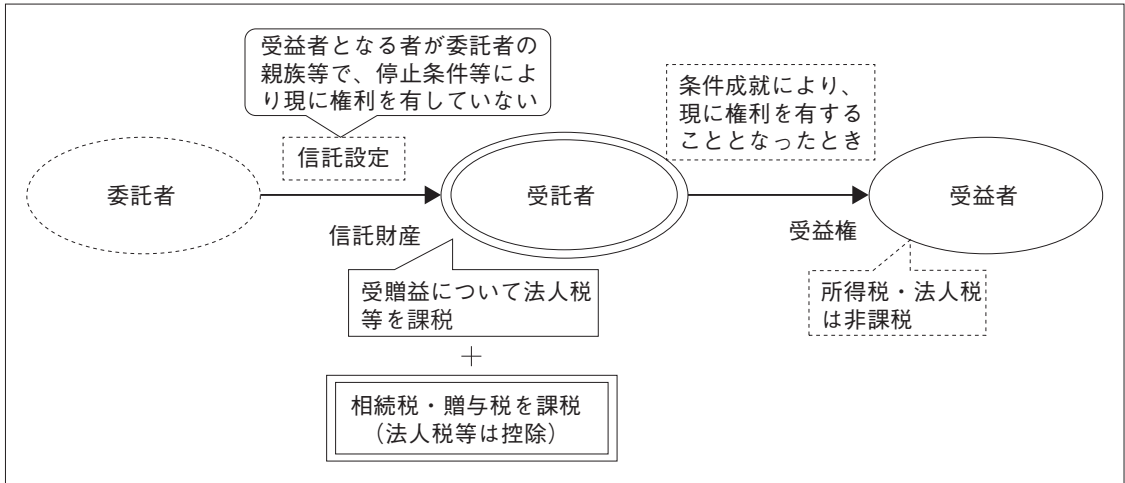 受益者となる者が委託者の
親族等で、停止条件等によ
り現に権利を有していない
信託設定
条件成就により、
現に権利を有する
こととなったとき
委託者
受託者
受益者
信託財産
受益権
受贈益について法人税
等を課税
所得税・法人税
は非課税
＋
相続税・贈与税を課税
（法人税等は控除）